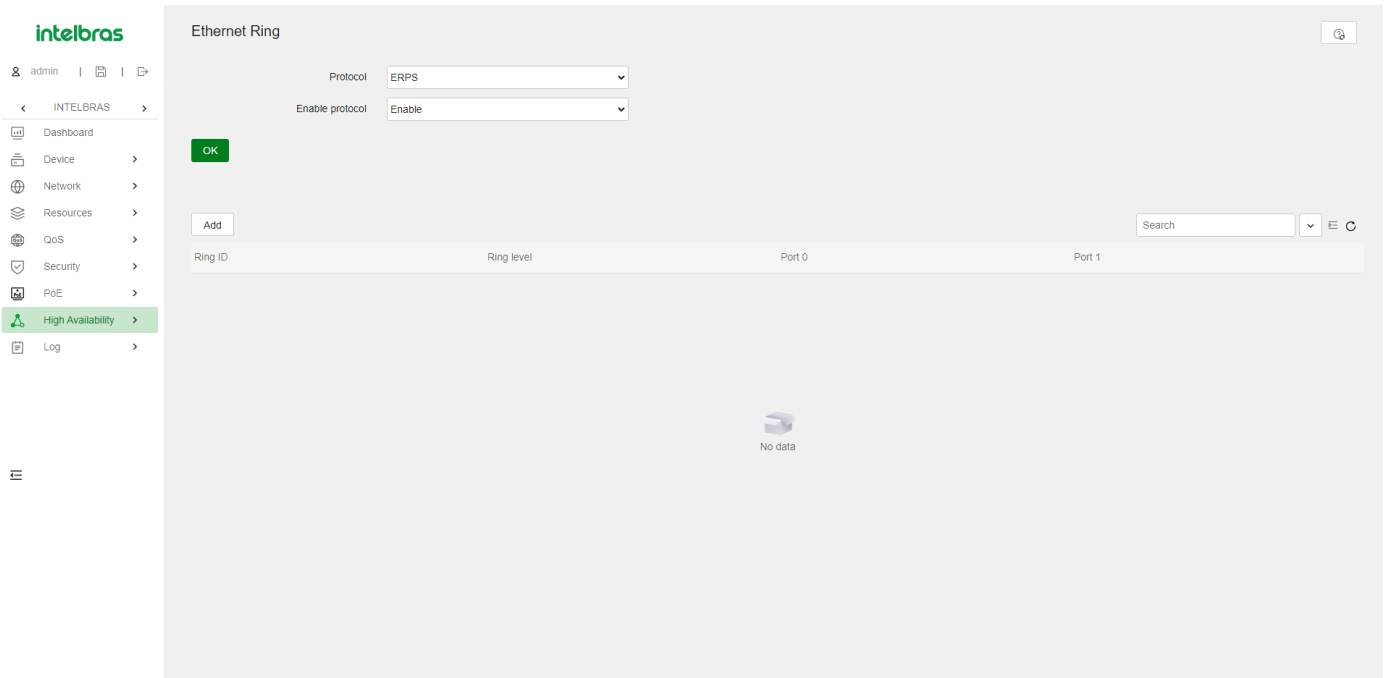 intelbras
Ethernet Ring
admin | |
INTELBRAS
Protocol ERPS
Enable protocol Enable
OK
Dashboard
Device
Network
Resources
QoS
Security
PoE
High Availability
Log
Add
Search
Ring ID Ring level Port 0 Port 1
No data